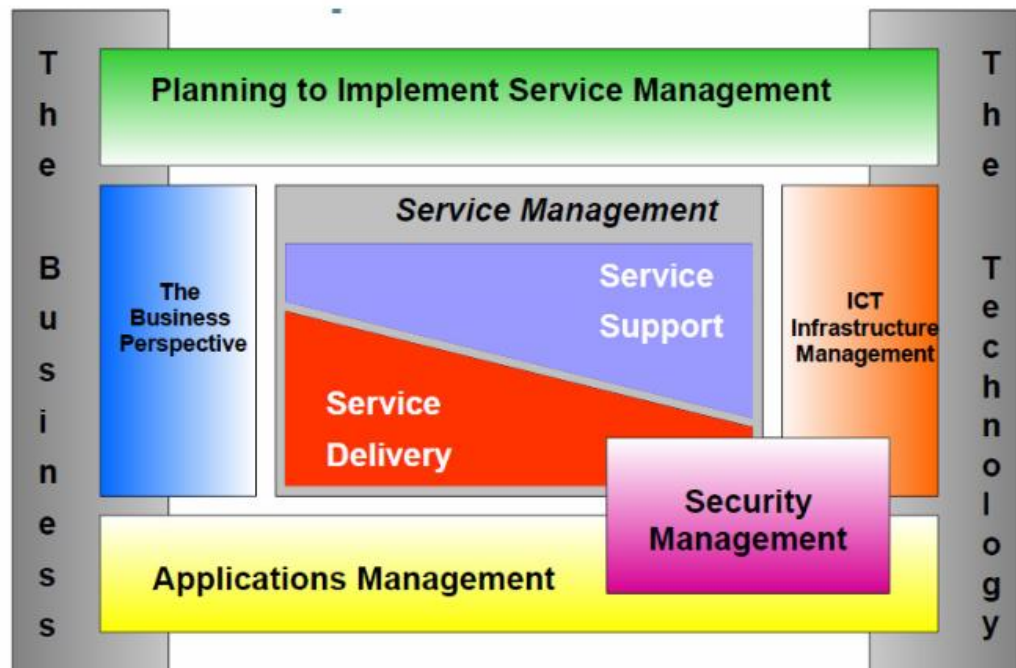 The Business
Planning to Implement Service Management
The Technology
The
Business
Perspective
Service Management
Service
Support
Service
Delivery
ICT
Infrastructure
Management
Security
Management
Applications Management